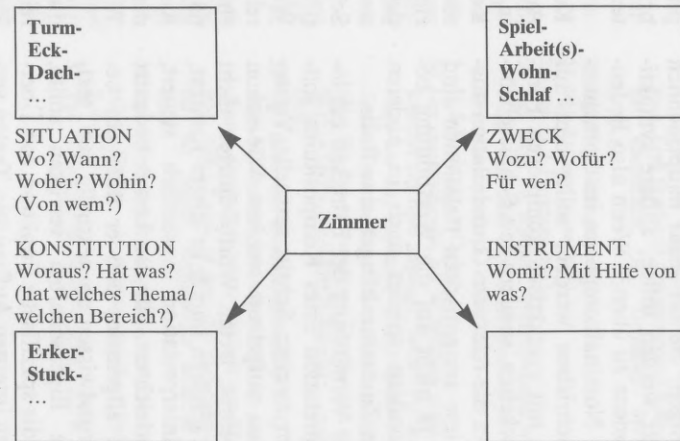 Turm-
Eck-
Dach-
…
SITUATION
Wo? Wann?
Woher? Wohin?
(Von wem?)
Spiel-
Arbeit(s)-
Wohn-
Schlaf …
ZWECK
Wozu? Wofür?
Für wen?
Zimmer
KONSTITUTION
Woraus? Hat was?
(hat welches Thema/
welchen Bereich?)
Erker-
Stuck-
…
INSTRUMENT
Womit? Mit Hilfe von
was?